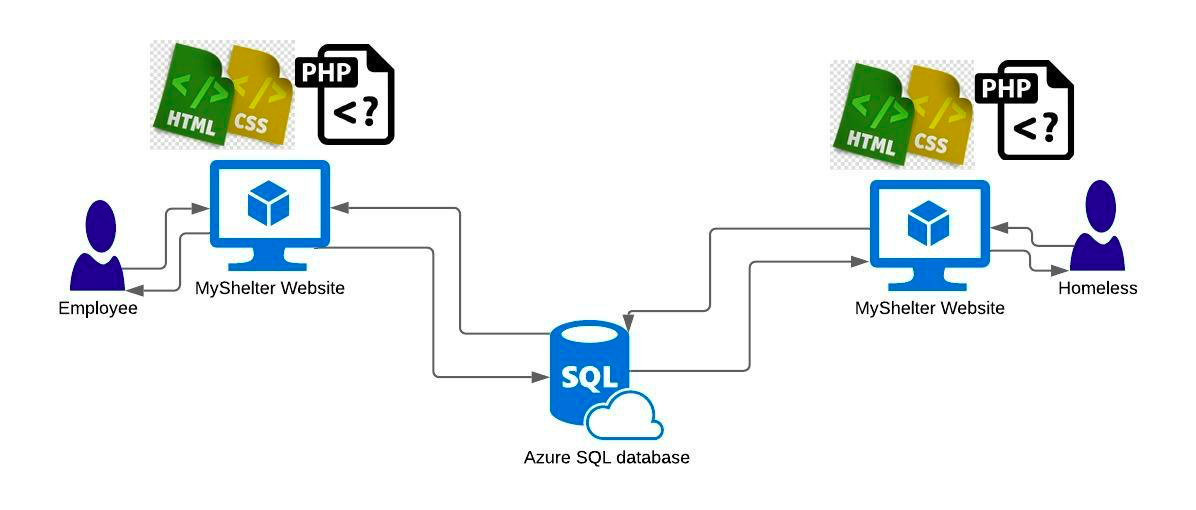 </> </> PHP
HTML CSS <?
</> </> PHP
HTML CSS <?
MyShelter Website
Employee
Homeless
MyShelter Website
SQL
Azure SQL database